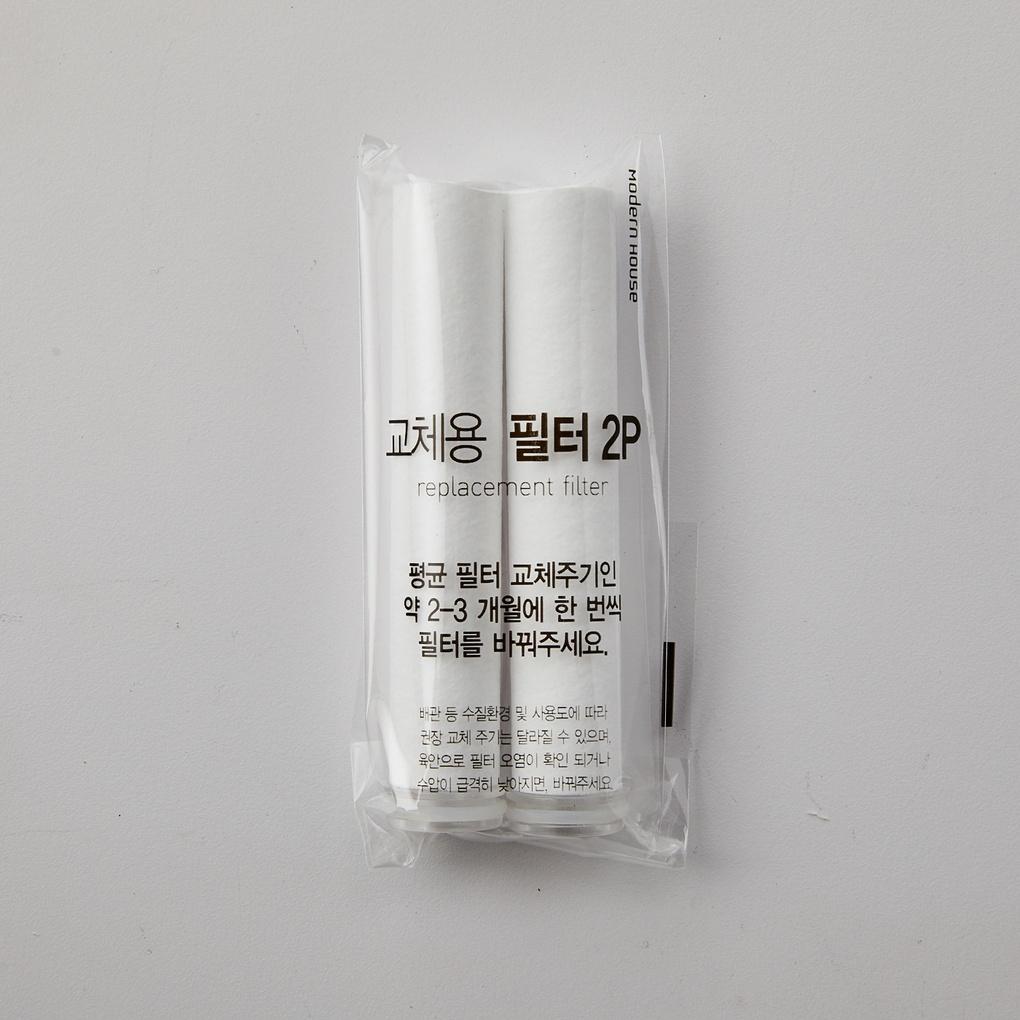 modern house
교체용 필터 2P
replacement filter
평균 필터 교체주기인
약 2-3 개월에 한 번씩
필터를 바꿔주세요.
배관 등 수질환경 및 사용도에 따라
권장 교체 주기는 달라질 수 있으며,
육안으로 필터 오염이 확인 되거나
수압이 급격히 낮아지면, 바꿔주세요.